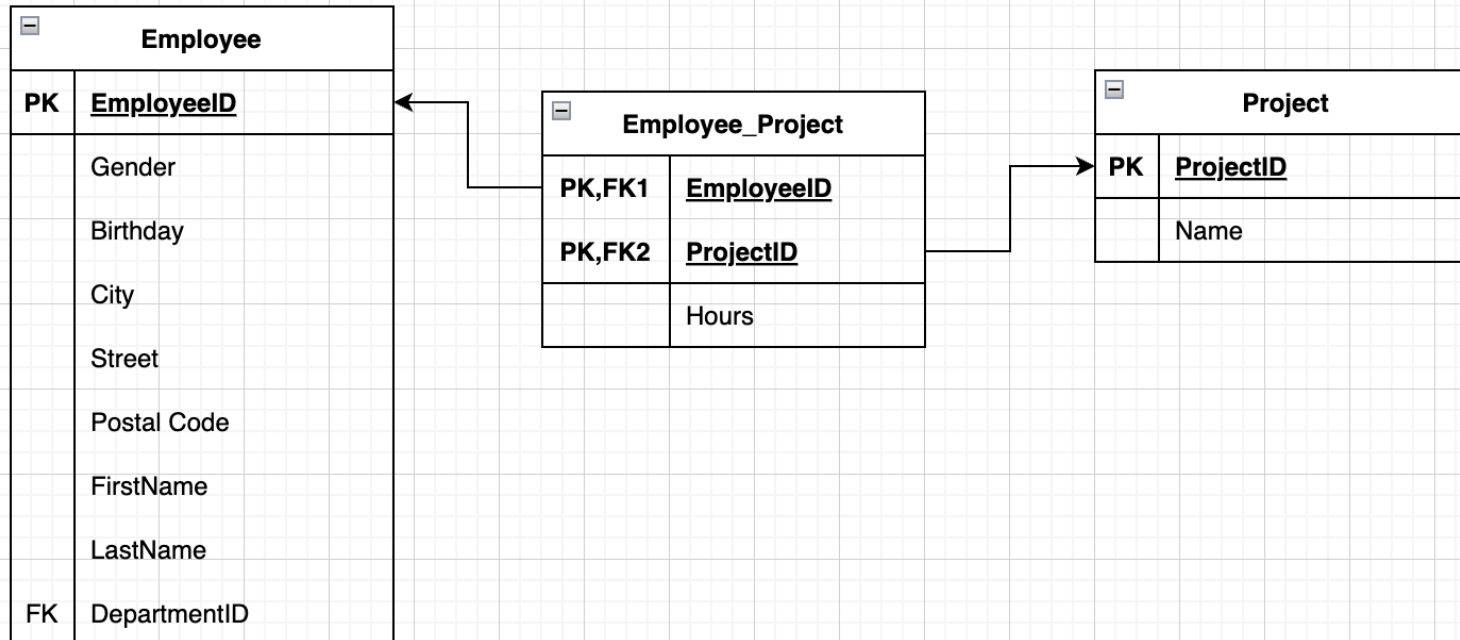 Employee
PK EmployeeID
Gender
Birthday
City
Street
Postal Code
FirstName
LastName
FK DepartmentID
Employee_Project
PK,FK1 EmployeeID
PK,FK2 ProjectID
Hours
Project
PK ProjectID
Name